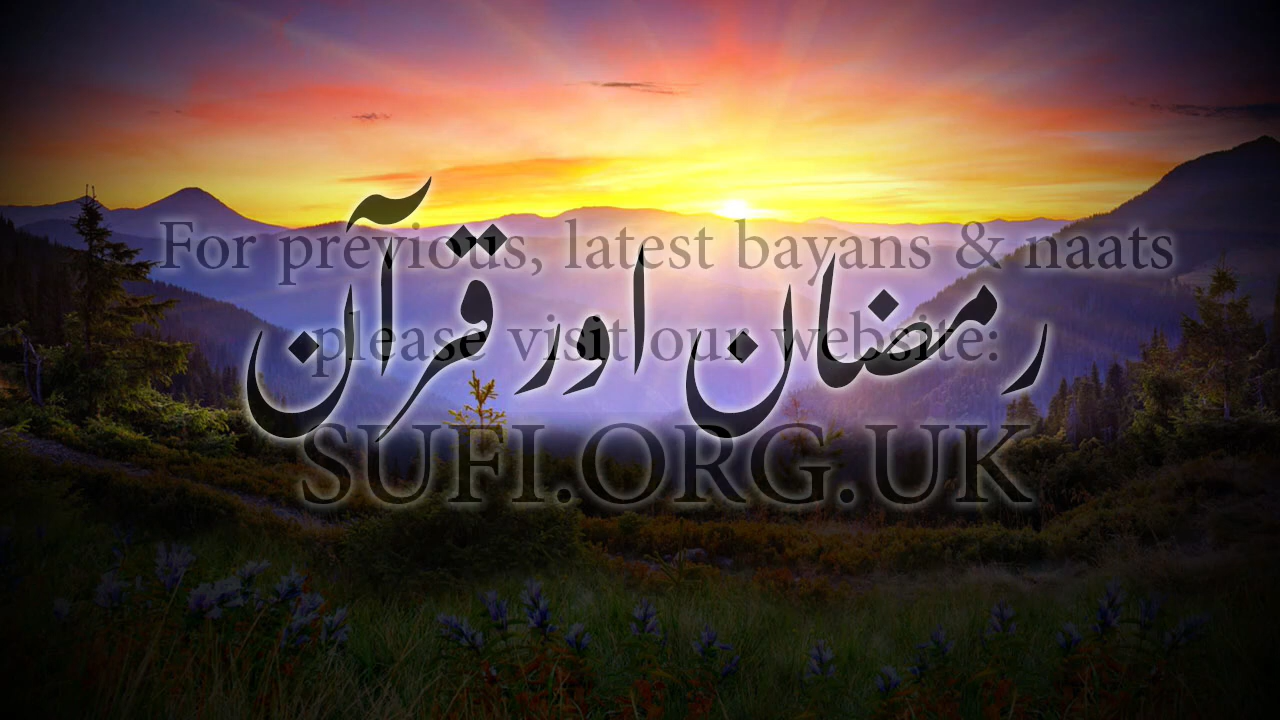 For previous, latest bayans & naats
رمضان اور قرآن
please visit our website:
SUFI.ORG.UK